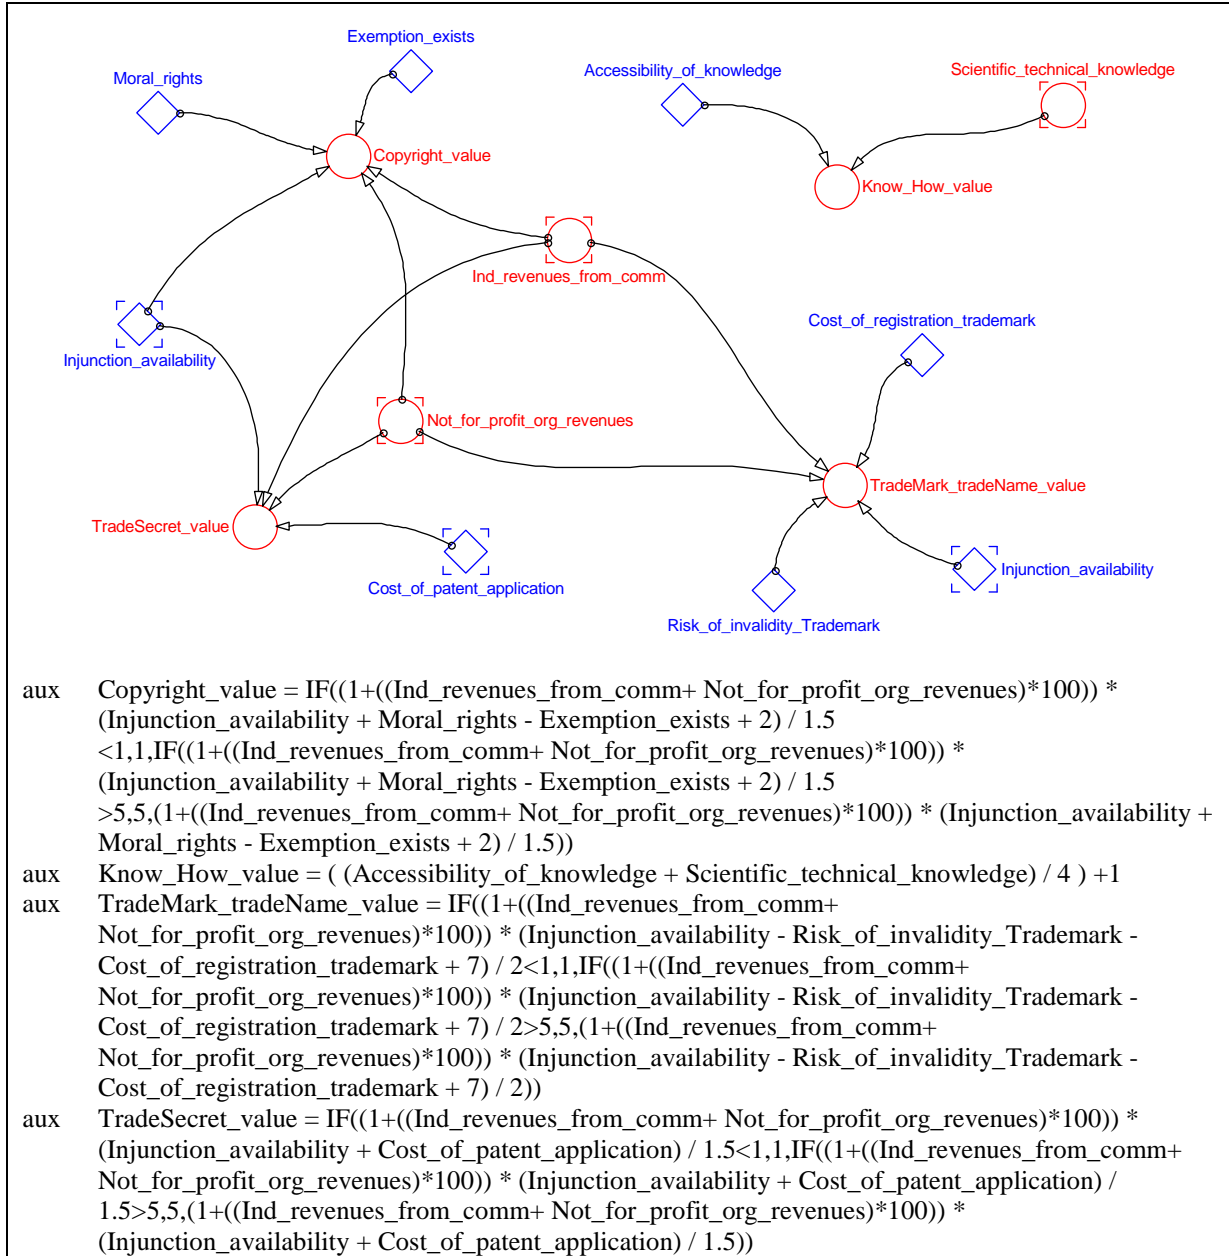 Exemption_exists
Moral_rights
Accessibility_of_knowledge
Scientific_technical_knowledge
Copyright_value
Know_How_value
Ind_revenues_from_comm
Cost_of_registration_trademark
Injunction_availability
Not_for_profit_org_revenues
TradeMark_tradeName_value
TradeSecret_value
Cost_of_patent_application
Injunction_availability
Risk_of_invalidity_Trademark
aux Copyright_value = IF((1+((Ind_revenues_from_comm+ Not_for_profit_org_revenues)*100)) *
(Injunction_availability + Moral_rights - Exemption_exists + 2) / 1.5
<1,1,IF((1+((Ind_revenues_from_comm+ Not_for_profit_org_revenues)*100)) *
(Injunction_availability + Moral_rights - Exemption_exists + 2) / 1.5
>5,5,(1+((Ind_revenues_from_comm+ Not_for_profit_org_revenues)*100)) * (Injunction_availability +
Moral_rights - Exemption_exists + 2) / 1.5))
aux Know_How_value = ( (Accessibility_of_knowledge + Scientific_technical_knowledge) / 4 ) +1
aux TradeMark_tradeName_value = IF((1+((Ind_revenues_from_comm+
Not_for_profit_org_revenues)*100)) * (Injunction_availability - Risk_of_invalidity_Trademark -
Cost_of_registration_trademark + 7) / 2<1,1,IF((1+((Ind_revenues_from_comm+
Not_for_profit_org_revenues)*100)) * (Injunction_availability - Risk_of_invalidity_Trademark -
Cost_of_registration_trademark + 7) / 2>5,5,(1+((Ind_revenues_from_comm+
Not_for_profit_org_revenues)*100)) * (Injunction_availability - Risk_of_invalidity_Trademark -
Cost_of_registration_trademark + 7) / 2))
aux TradeSecret_value = IF((1+((Ind_revenues_from_comm+ Not_for_profit_org_revenues)*100)) *
(Injunction_availability + Cost_of_patent_application) / 1.5<1,1,IF((1+((Ind_revenues_from_comm+
Not_for_profit_org_revenues)*100)) * (Injunction_availability + Cost_of_patent_application) /
1.5>5,5,(1+((Ind_revenues_from_comm+ Not_for_profit_org_revenues)*100)) *
(Injunction_availability + Cost_of_patent_application) / 1.5))